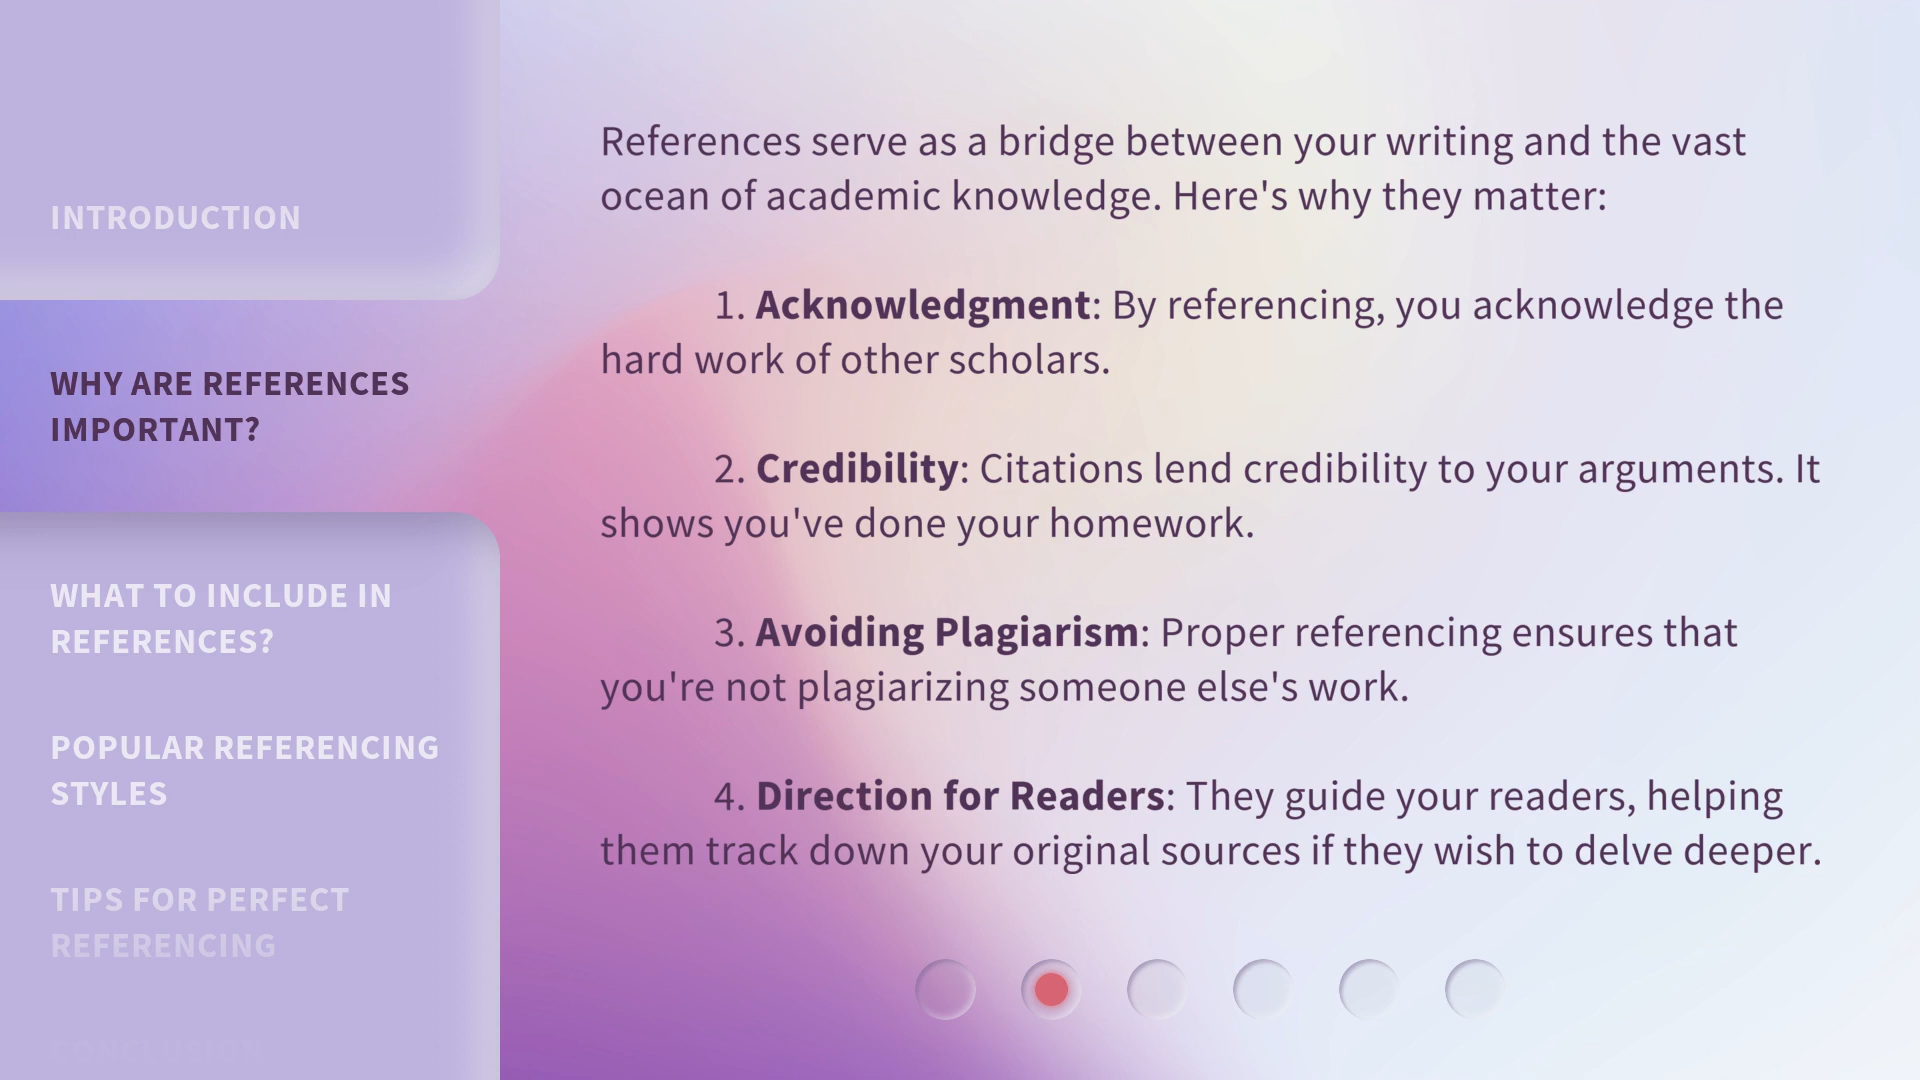 INTRODUCTION
WHY ARE REFERENCES
IMPORTANT?
WHAT TO INCLUDE IN
REFERENCES?
POPULAR REFERENCING
STYLES
TIPS FOR PERFECT
REFERENCING
CONCLUSION
References serve as a bridge between your writing and the vast
ocean of academic knowledge. Here's why they matter:
1. Acknowledgment: By referencing, you acknowledge the
hard work of other scholars.
2. Credibility: Citations lend credibility to your arguments. It
shows you've done your homework.
3. Avoiding Plagiarism: Proper referencing ensures that
you're not plagiarizing someone else's work.
4. Direction for Readers: They guide your readers, helping
them track down your original sources if they wish to delve deeper.